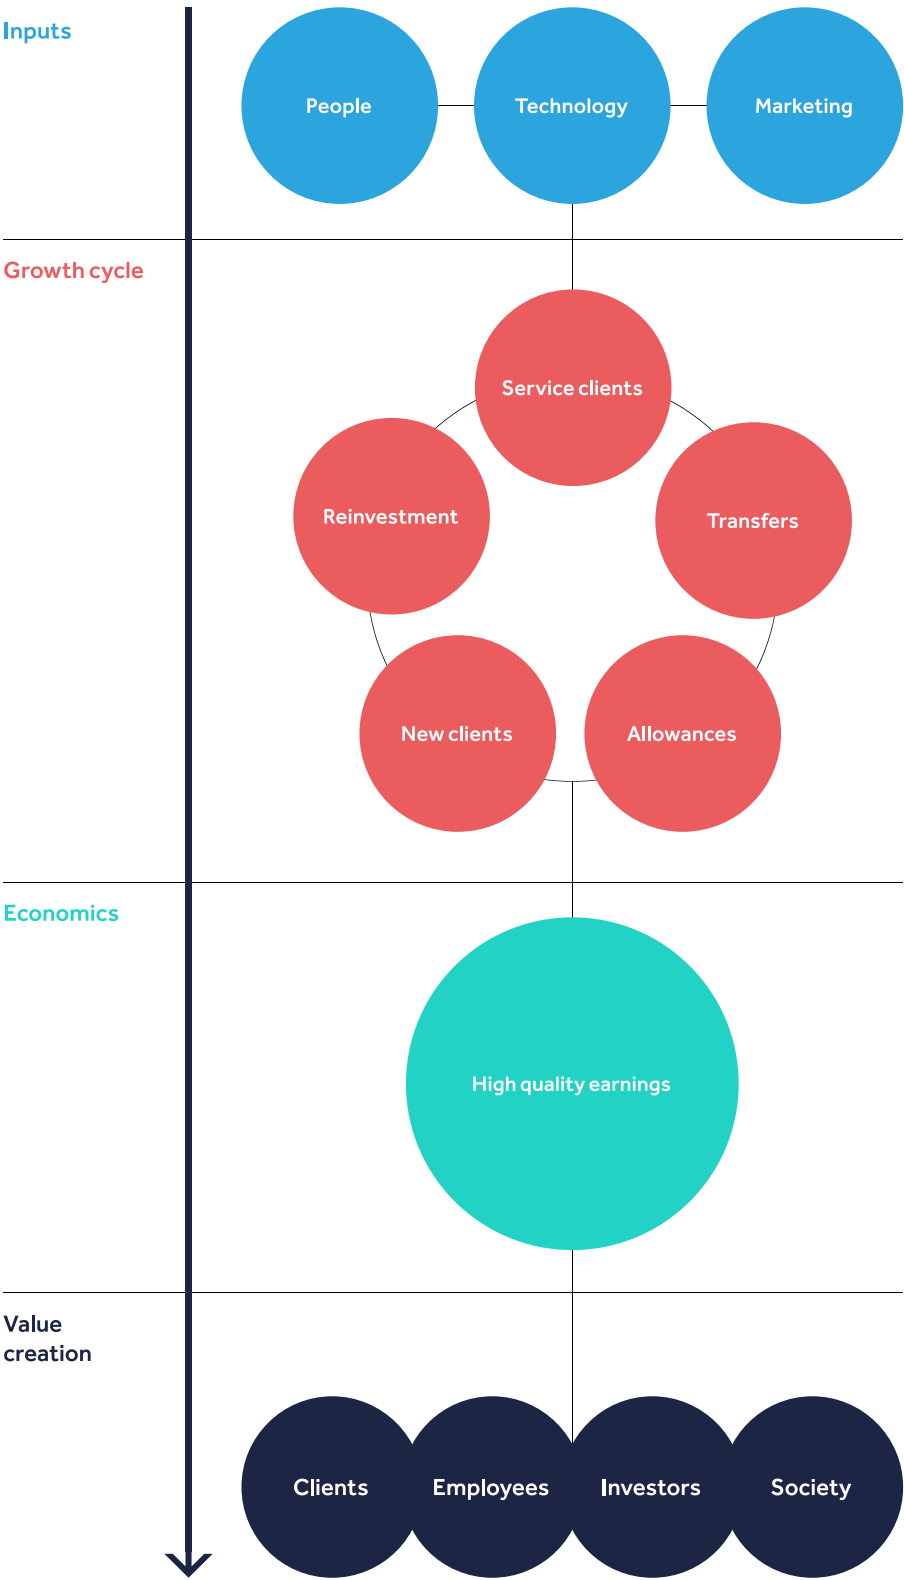 Inputs
People
Technology
Marketing
Growth cycle
Service clients
Reinvestment
Transfers
New clients
Allowances
Economics
High quality earnings
Value
creation
Clients
Employees
Investors
Society